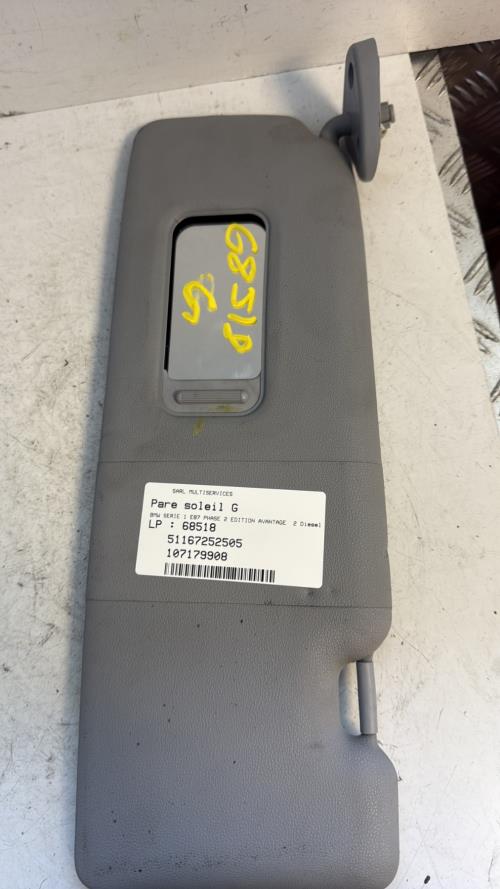 68518
G
SARL MULTISERVICES
Pare soleil G
BMW SERIE 1 E87 PHASE 2 EDITION AVANTAGE 2 Diesel
LP : 68518
51167252505
107179908